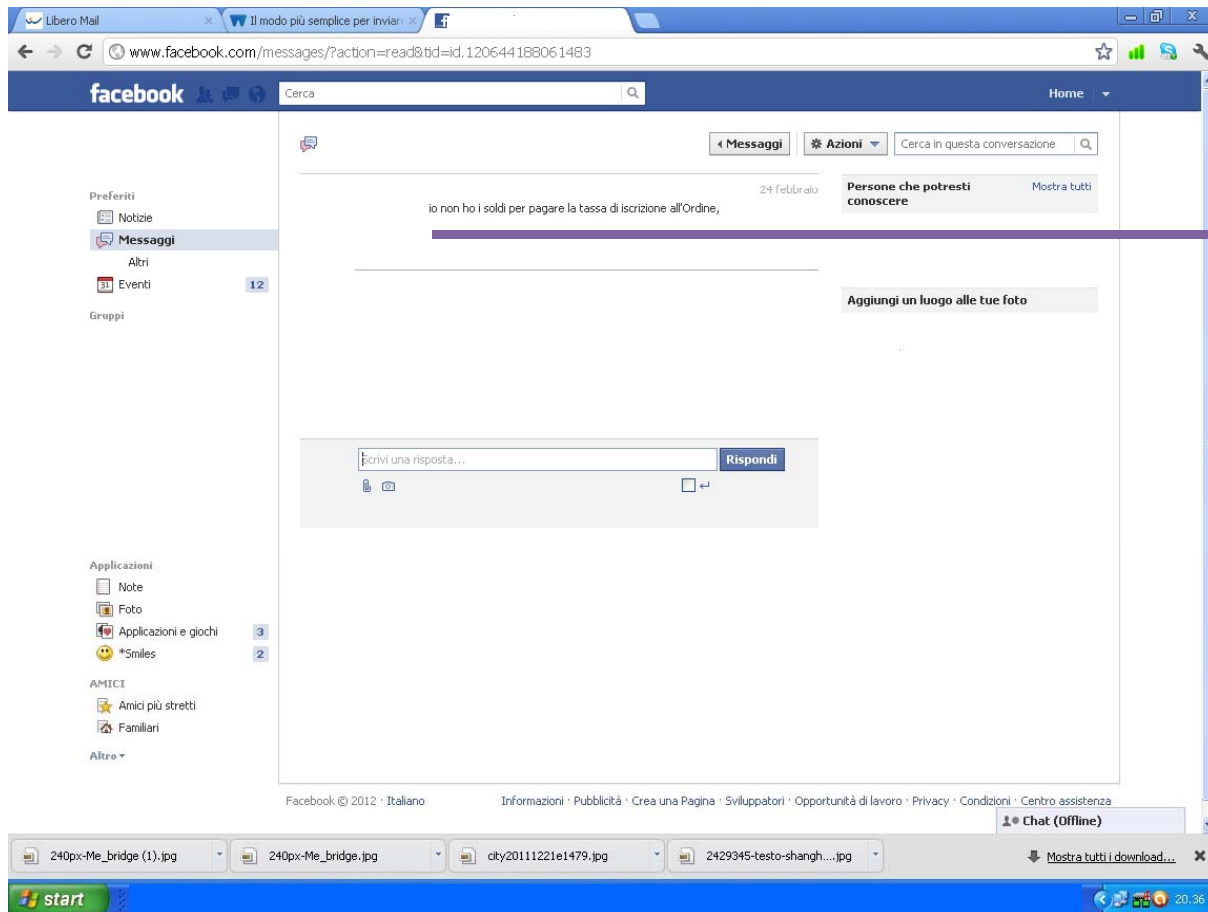 Libero Mail
Il modo più semplice per inviar
www.facebook.com/messages/?action=read&tid=id.120644188061483
facebook
Cerca
Home
Messaggi
Azioni
Cerca in questa conversazione
24 febbraio
io non ho i soldi per pagare la tassa di iscrizione all'Ordine,
Persone che potresti conoscere
Mostra tutti
Aggiungi un luogo alle tue foto
Preferiti
Notizie
Messaggi
Altri
31 Eventi 12
Gruppi
Scrivi una risposta...
Rispondi
Applicazioni
Note
Foto
Applicazioni e giochi 3
*Smiles 2
AMICI
Amici più stretti
Familiari
Altro
Facebook © 2012 · Italiano
Informazioni · Pubblicità · Crea una Pagina · Sviluppatori · Opportunità di lavoro · Privacy · Condizioni · Centro assistenza
Chat (Offline)
240px-Me_bridge (1).jpg
240px-Me_bridge.jpg
city20111221e1479.jpg
2429345-testo-shangh....jpg
Mostra tutti i download...
start
20.36